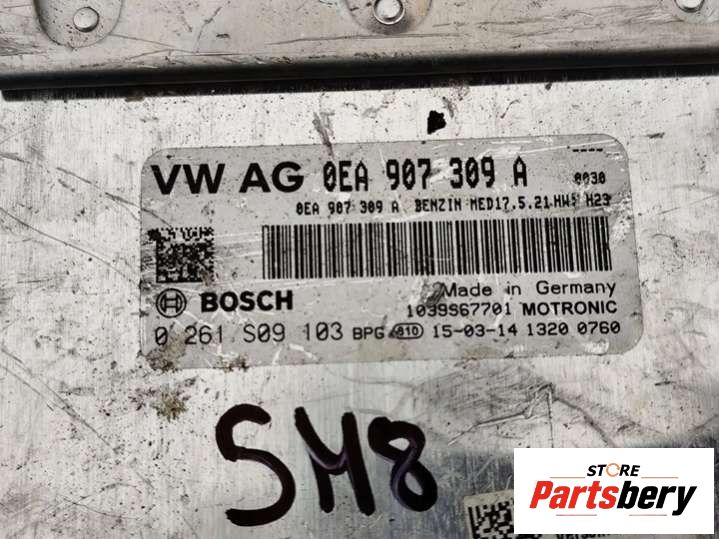 VW AG 0EA 907 309 A
---- 8030
0EA 907 309 A BENZIN MED17.5.21 HW: H23
Made in Germany
BOSCH 1039S67701 MOTRONIC
0 261 S09 103 BPG 810 15-03-14 1320 0760
SM8
STORE
Partsbery